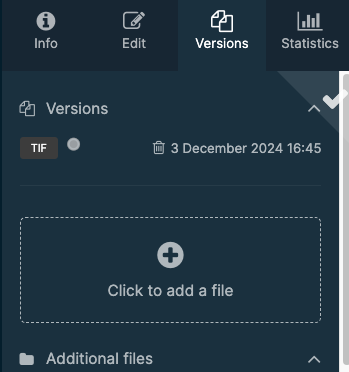 Info
Edit
Versions
Statistics
Versions
TIF
3 December 2024 16:45
Click to add a file
Additional files